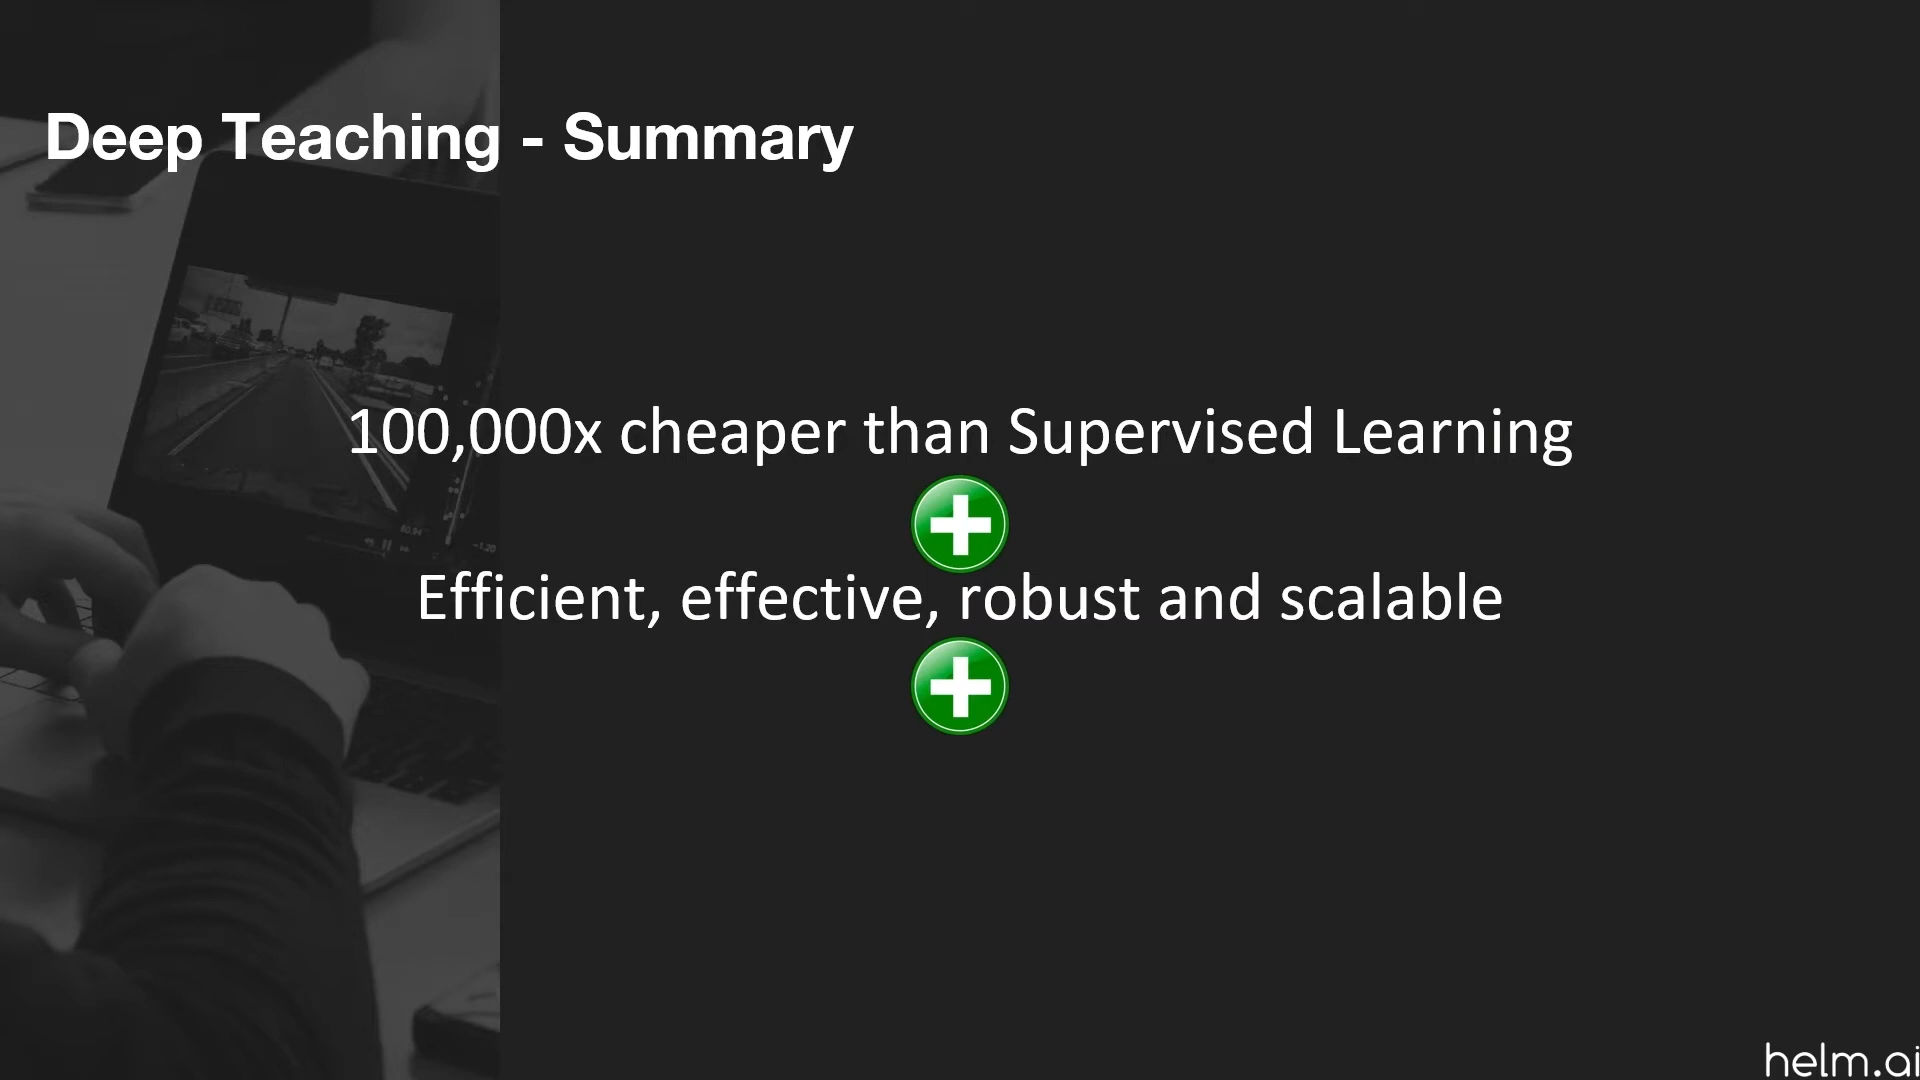 Deep Teaching - Summary
100,000x cheaper than Supervised Learning
Efficient, effective, robust and scalable
helm.ai